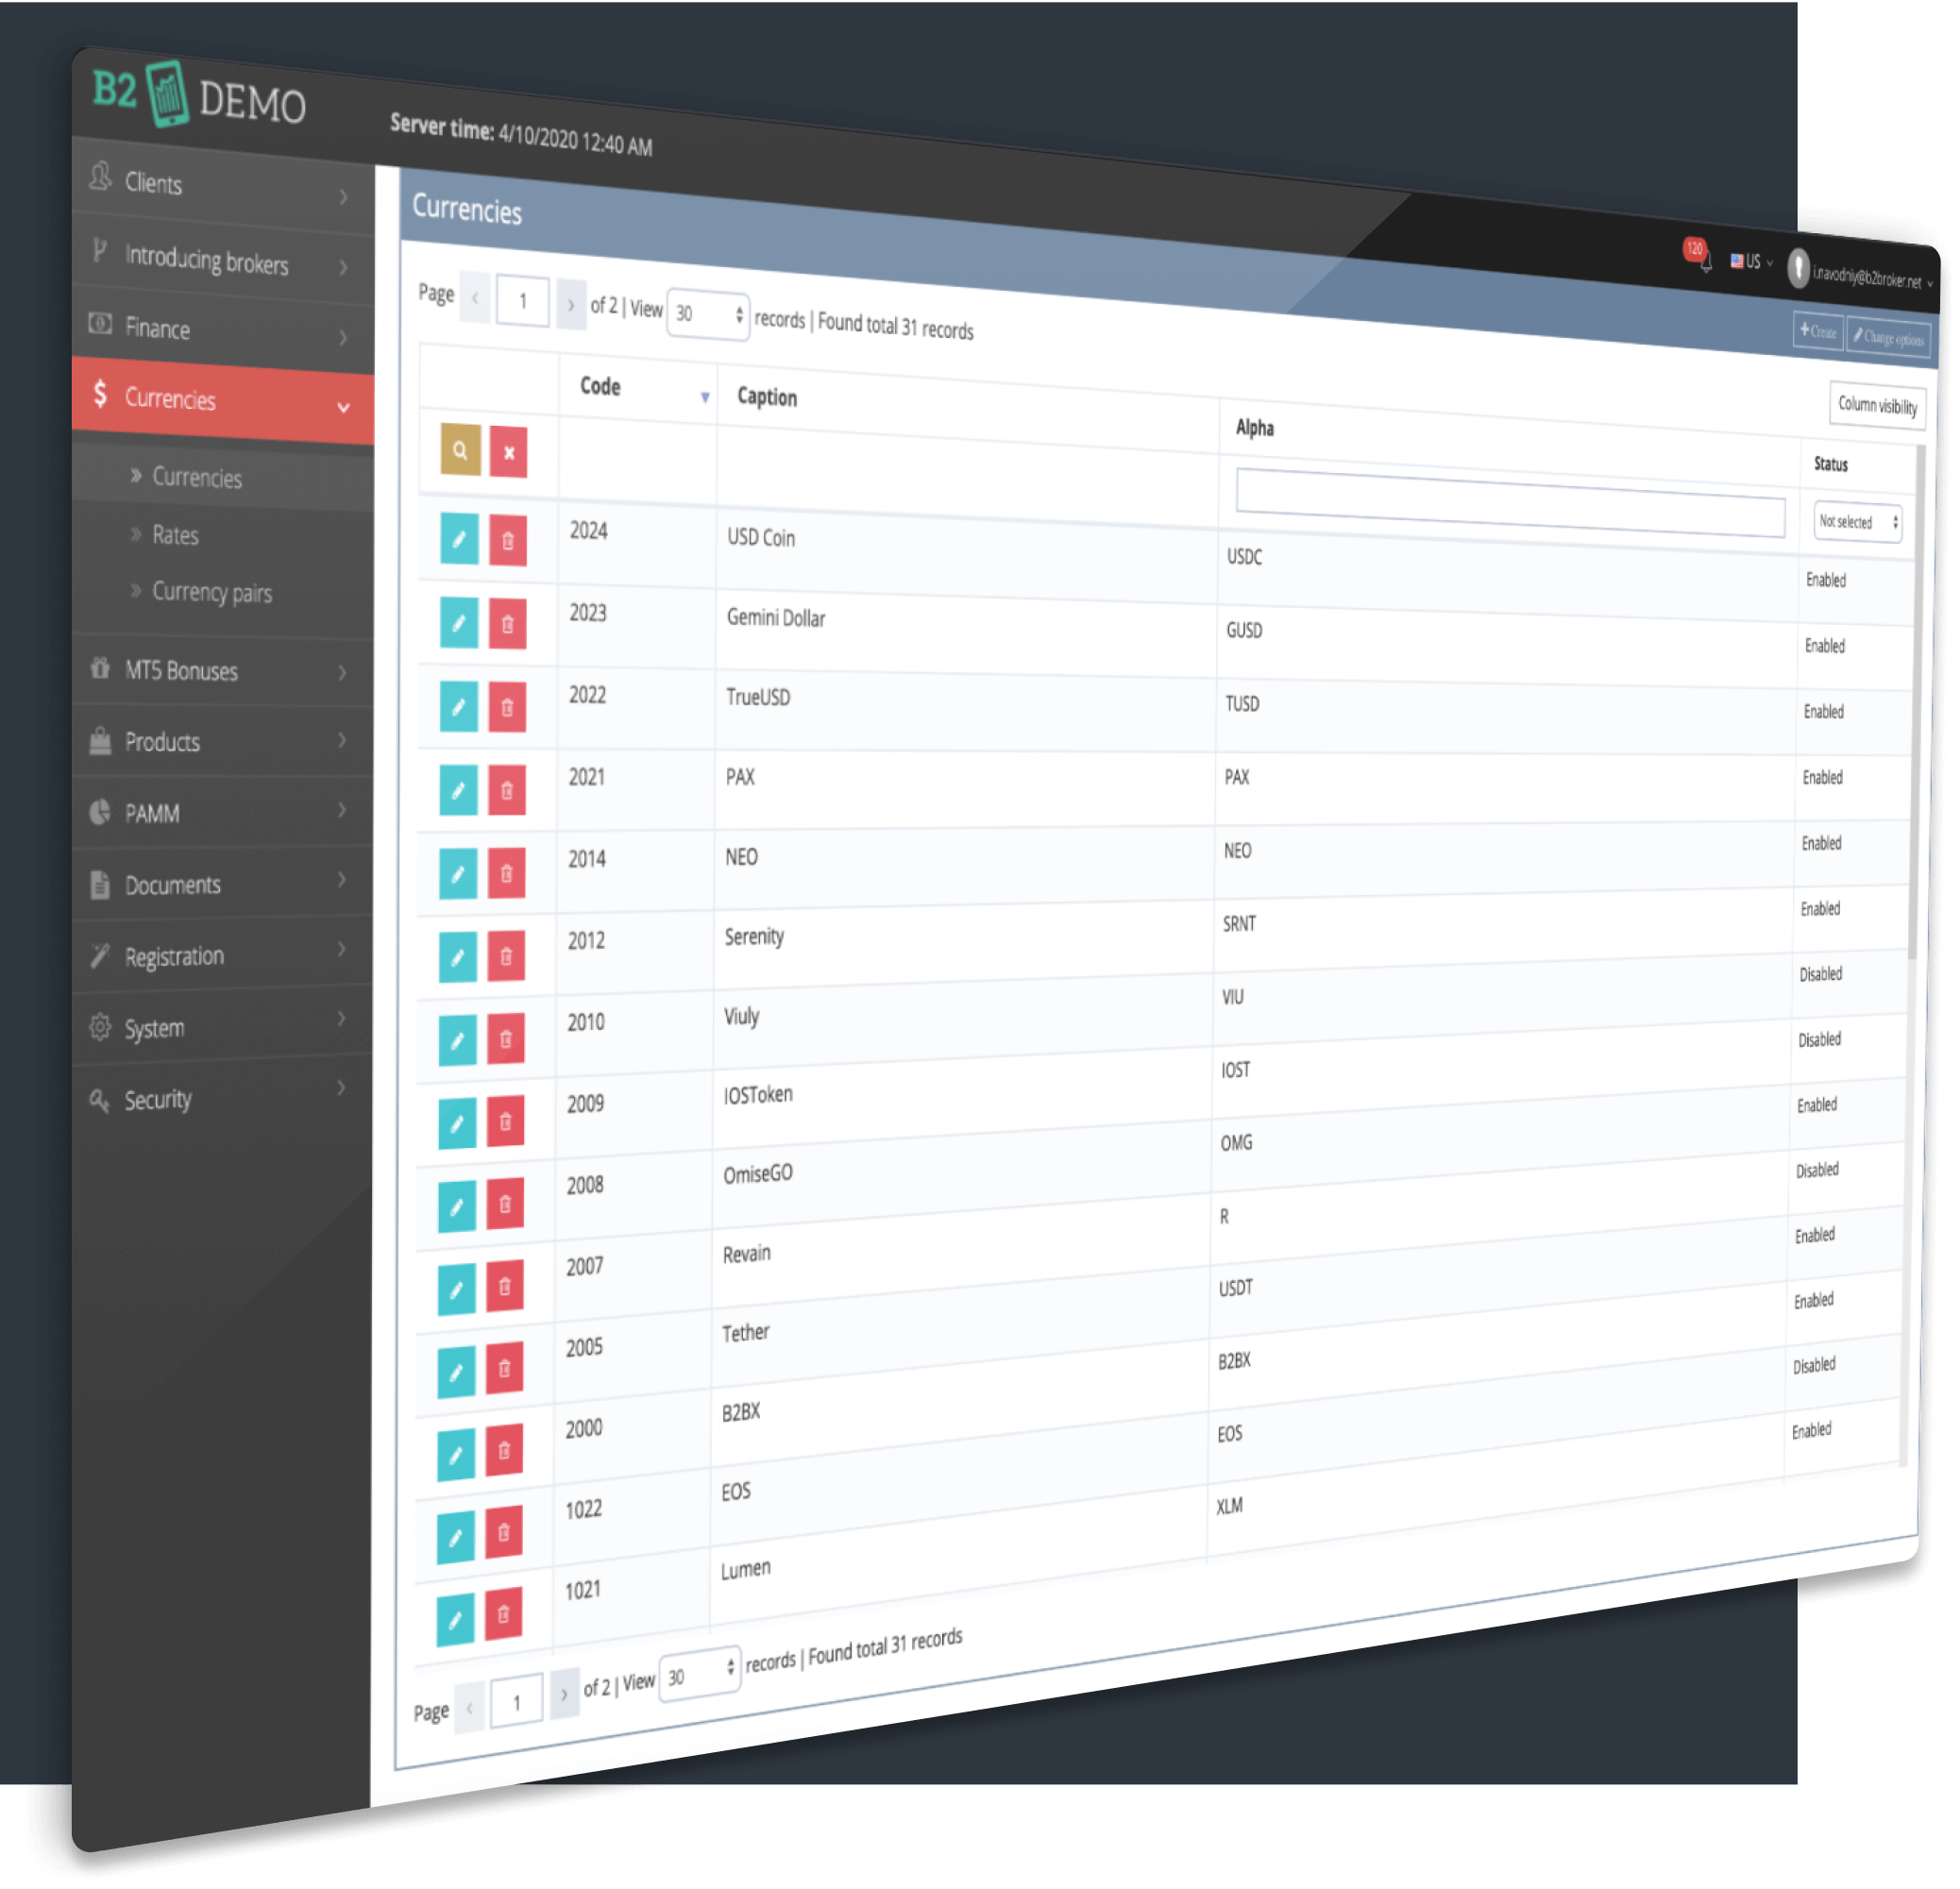 B2 DEMO
Server time: 4/10/2020 12:40 AM
120
US
i.navodniy@b2broker.net
Clients
Introducing brokers
Finance
Currencies
Currencies
Rates
Currency pairs
MT5 Bonuses
Products
PAMM
Documents
Registration
System
Security
Currencies
Create
Change options
Page 1 of 2 | View 30 records | Found total 31 records
Column visibility
Code Caption Alpha Status
Not selected
2024 USD Coin USDC Enabled
2023 Gemini Dollar GUSD Enabled
2022 TrueUSD TUSD Enabled
2021 PAX PAX Enabled
2014 NEO NEO Enabled
2012 Serenity SRNT Enabled
2010 Viuly VIU Disabled
2009 IOSToken IOST Disabled
2008 OmiseGO OMG Enabled
2007 Revain R Disabled
2005 Tether USDT Enabled
2000 B2BX B2BX Enabled
1022 EOS EOS Disabled
1021 Lumen XLM Enabled
Page 1 of 2 | View 30 records | Found total 31 records